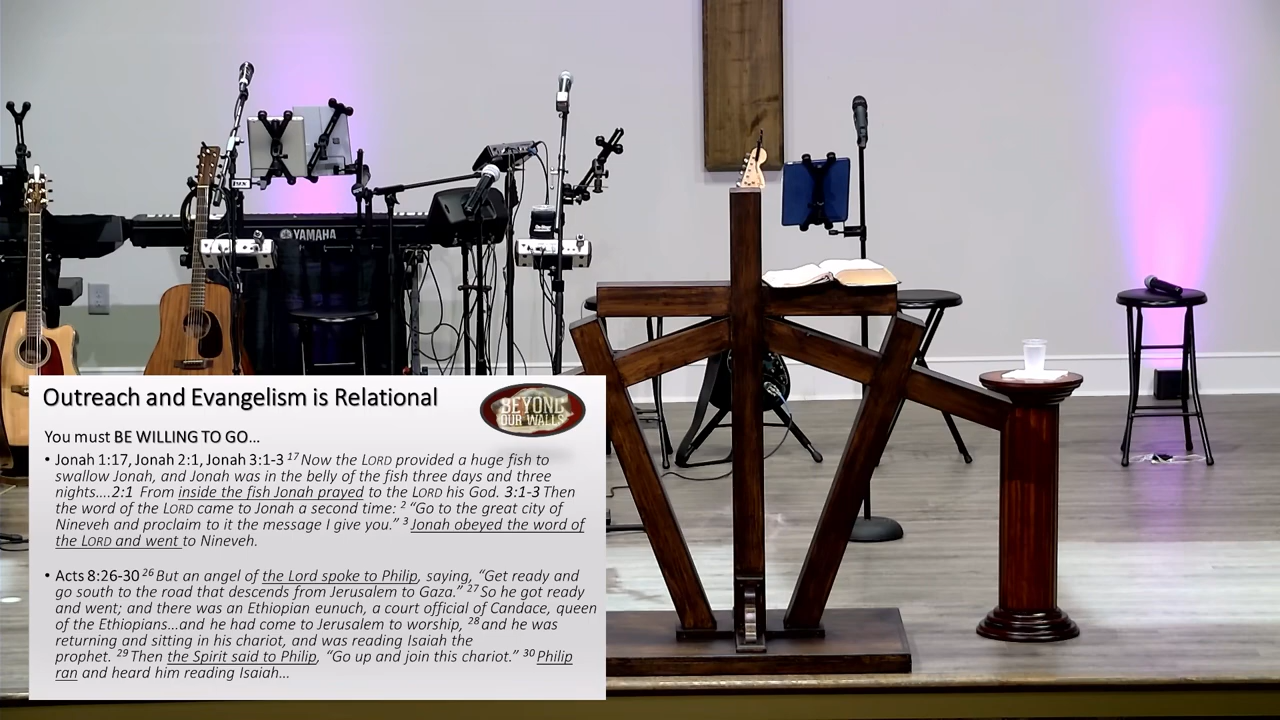 YAMAHA
Outreach and Evangelism is Relational
BEYOND
OUR WALLS
You must BE WILLING TO GO...
• Jonah 1:17, Jonah 2:1, Jonah 3:1-3 17 Now the LORD provided a huge fish to
swallow Jonah, and Jonah was in the belly of the fish three days and three
nights....2:1 From inside the fish Jonah prayed to the LORD his God. 3:1-3 Then
the word of the LORD came to Jonah a second time: 2 “Go to the great city of
Nineveh and proclaim to it the message I give you.” 3 Jonah obeyed the word of
the LORD and went to Nineveh.
• Acts 8:26-30 26 But an angel of the Lord spoke to Philip, saying, “Get ready and
go south to the road that descends from Jerusalem to Gaza.” 27 So he got ready
and went; and there was an Ethiopian eunuch, a court official of Candace, queen
of the Ethiopians...and he had come to Jerusalem to worship, 28 and he was
returning and sitting in his chariot, and was reading Isaiah the
prophet. 29 Then the Spirit said to Philip, “Go up and join this chariot.” 30 Philip
ran and heard him reading Isaiah...